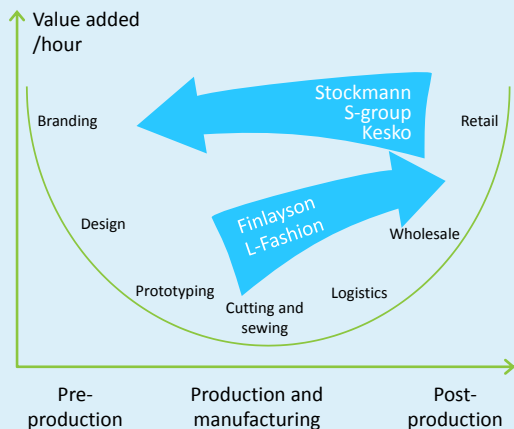 Value added
/hour
Stockmann
S-group
Kesko
Branding
Retail
Finlayson
L-Fashion
Design
Wholesale
Prototyping
Logistics
Cutting and
sewing
Pre-
production
Production and
manufacturing
Post-
production